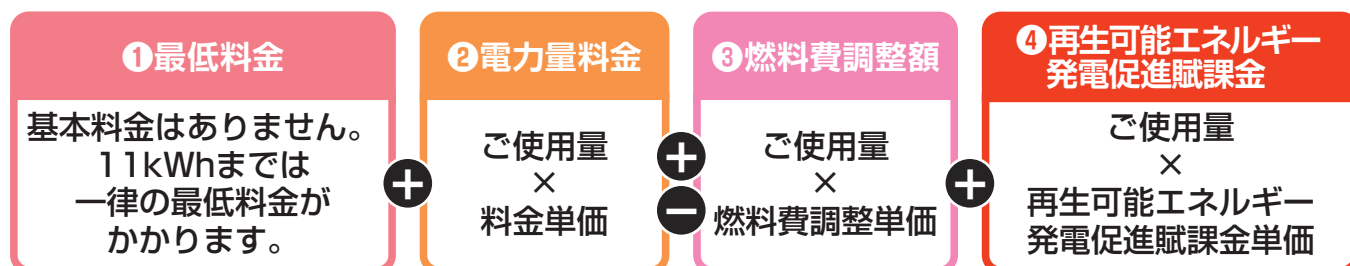 ❶最低料金
基本料金はありません。
11kWhまでは
一律の最低料金が
かかります。
+
❷電力量料金
ご使用量
×
料金単価
+
−
❸燃料費調整額
ご使用量
×
燃料費調整単価
+
❹再生可能エネルギー
発電促進賦課金
ご使用量
×
再生可能エネルギー
発電促進賦課金単価